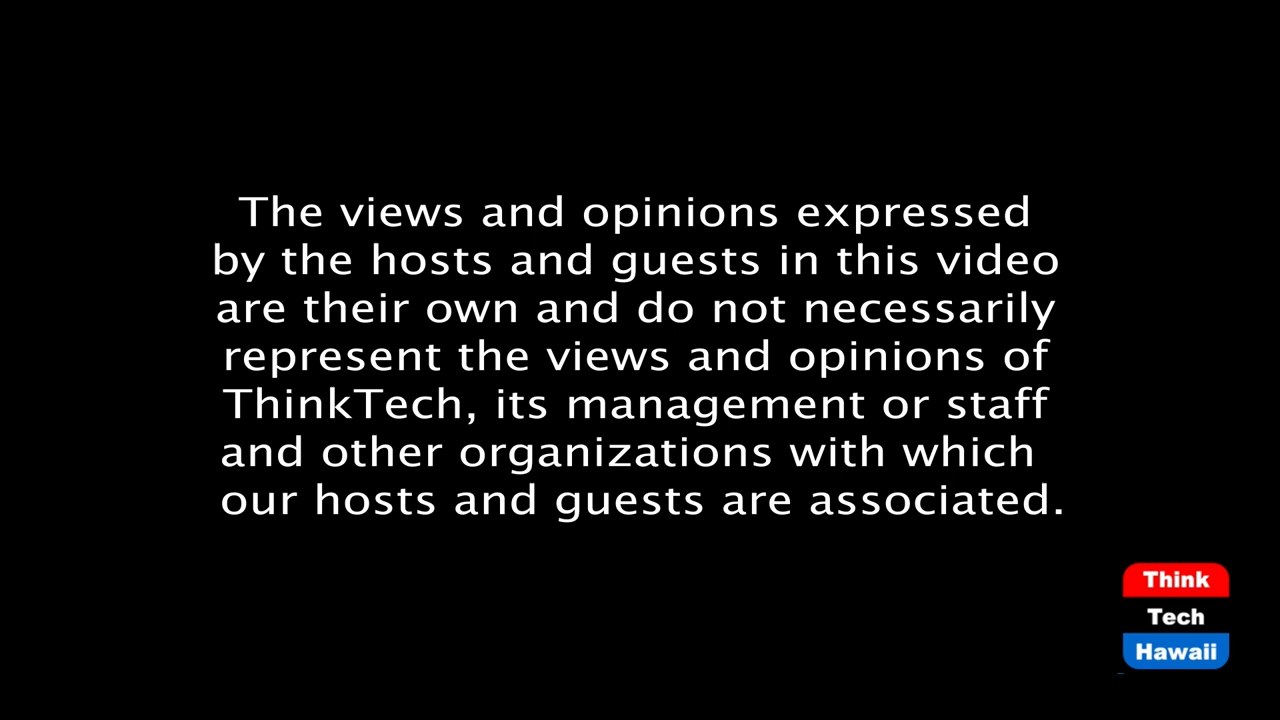 The views and opinions expressed
by the hosts and guests in this video
are their own and do not necessarily
represent the views and opinions of
ThinkTech, its management or staff
and other organizations with which
our hosts and guests are associated.
Think
Tech
Hawaii